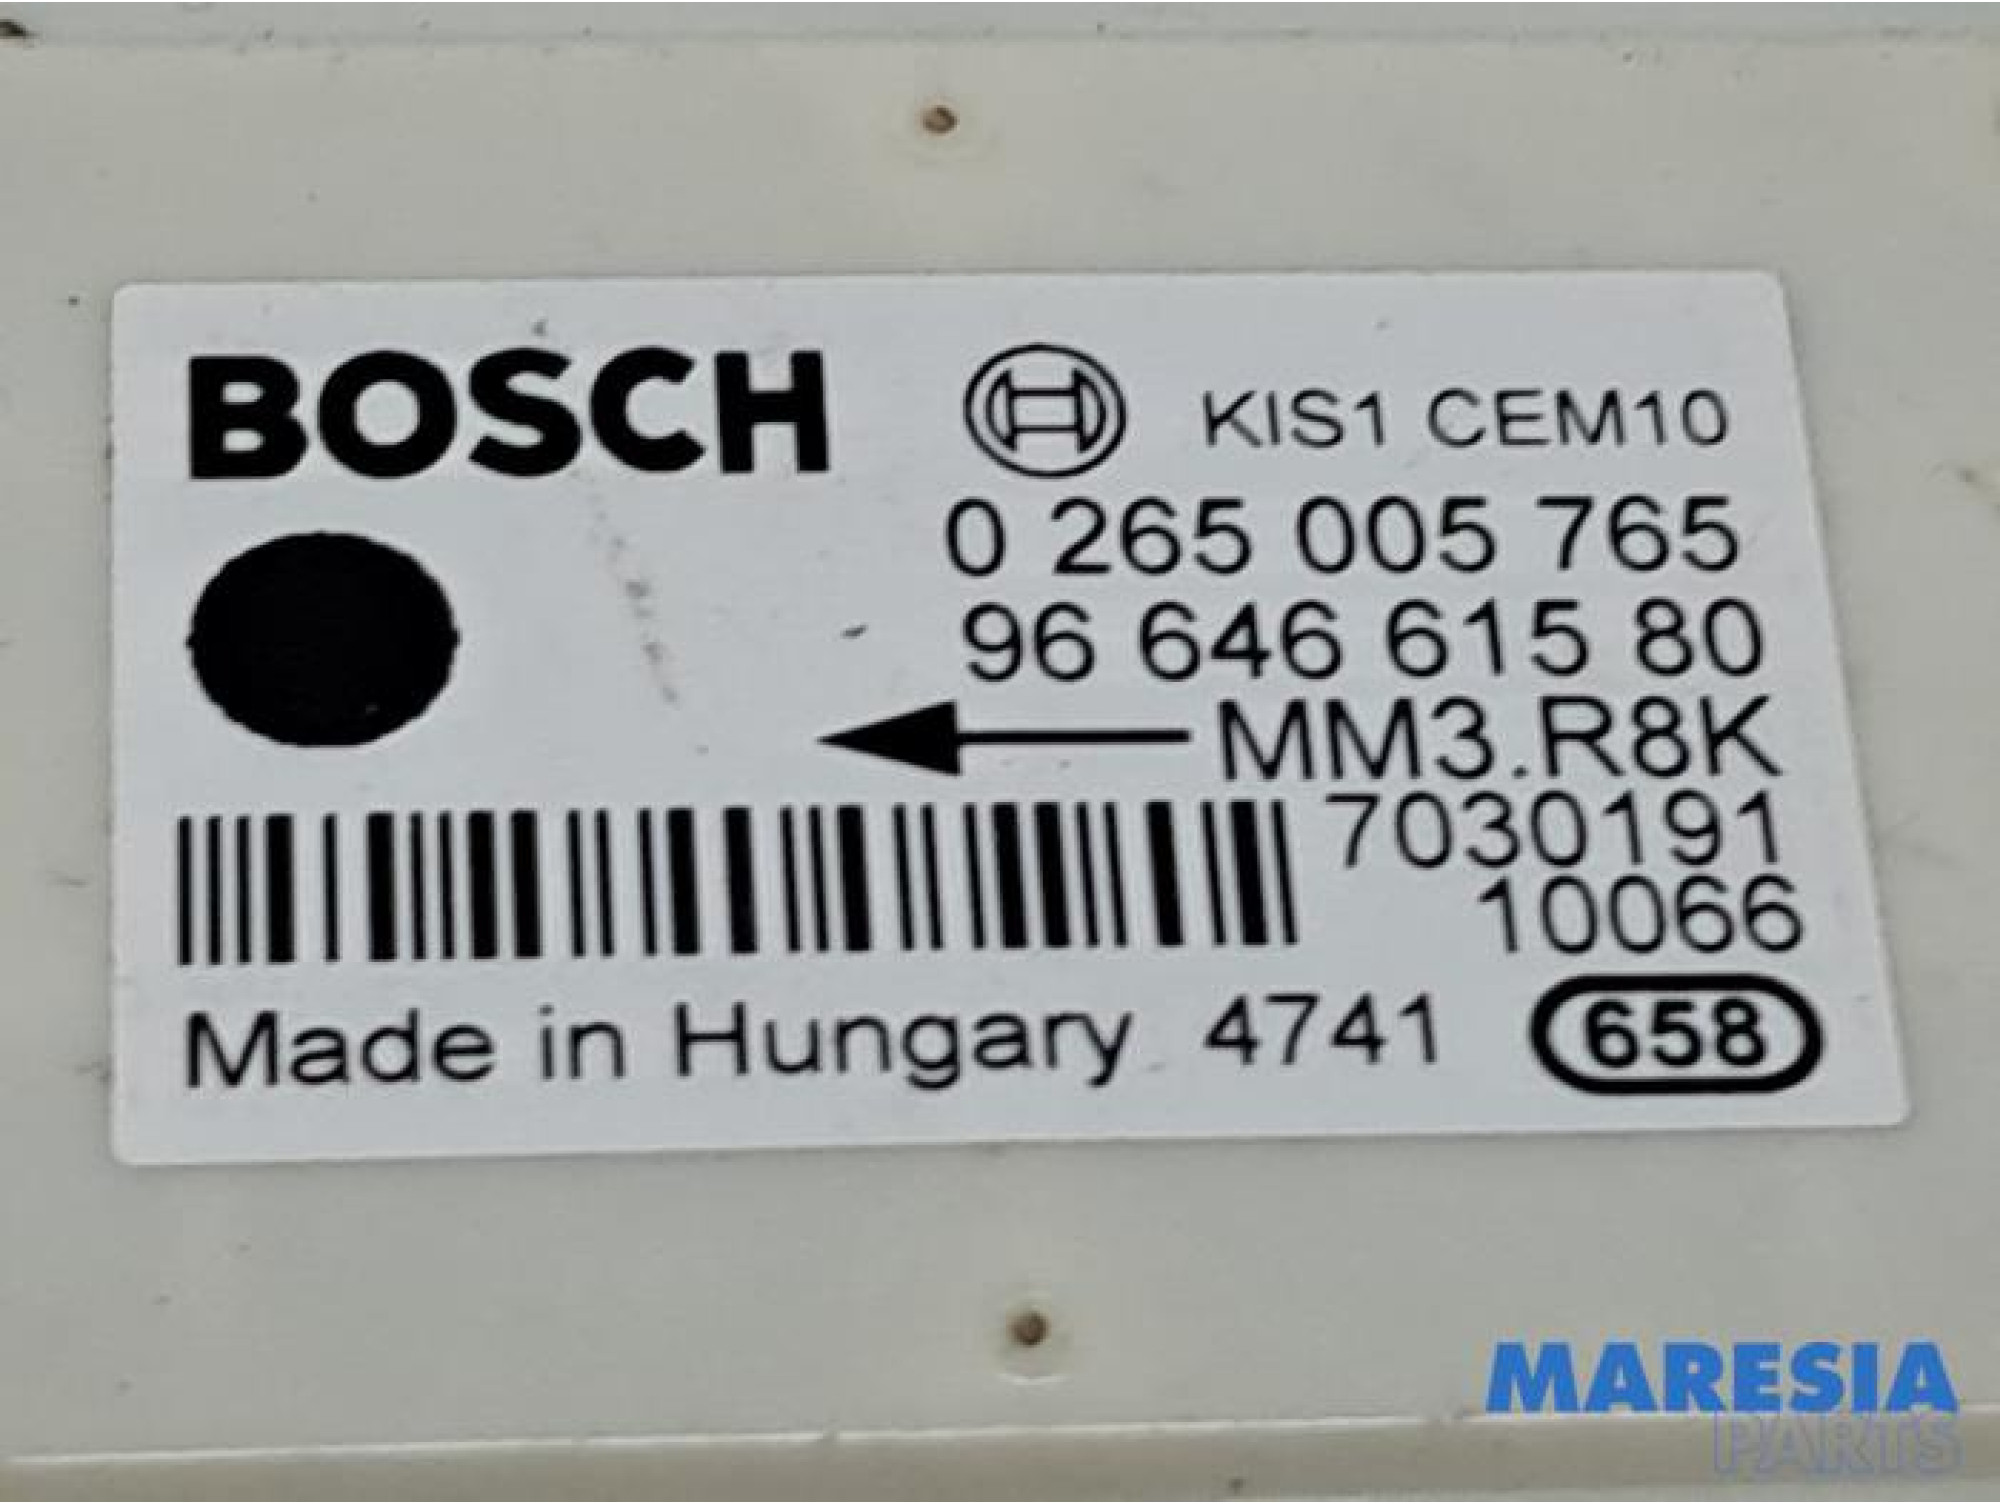 BOSCH KIS1 CEM10
0 265 005 765
96 646 615 80
MM3.R8K
7030191
10066
Made in Hungary 4741 658
MARESIA
PARTS